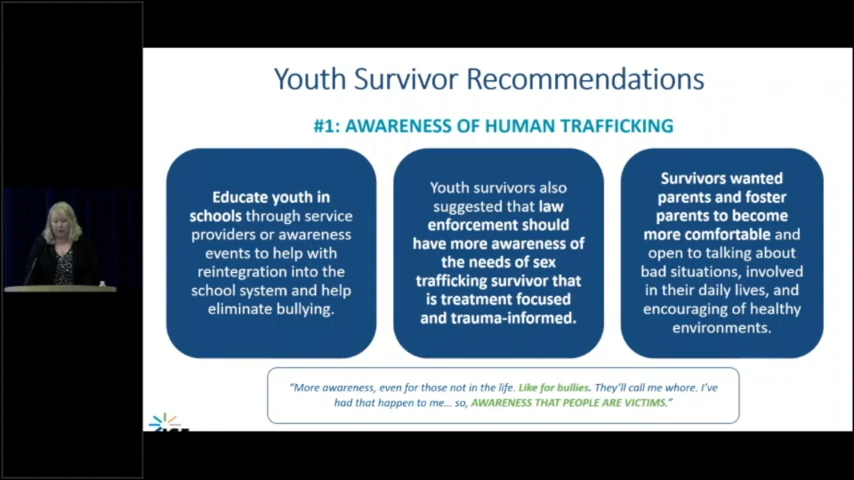 Youth Survivor Recommendations
#1: AWARENESS OF HUMAN TRAFFICKING
Educate youth in
schools through service
providers or awareness
events to help with
reintegration into the
school system and help
eliminate bullying.
Youth survivors also
suggested that law
enforcement should
have more awareness of
the needs of sex
trafficking survivor that
is treatment focused
and trauma-informed.
Survivors wanted
parents and foster
parents to become
more comfortable and
open to talking about
bad situations, involved
in their daily lives, and
encouraging of healthy
environments.
"More awareness, even for those not in the life. Like for bullies. They'll call me whore. I've
had that happen to me... so, AWARENESS THAT PEOPLE ARE VICTIMS."